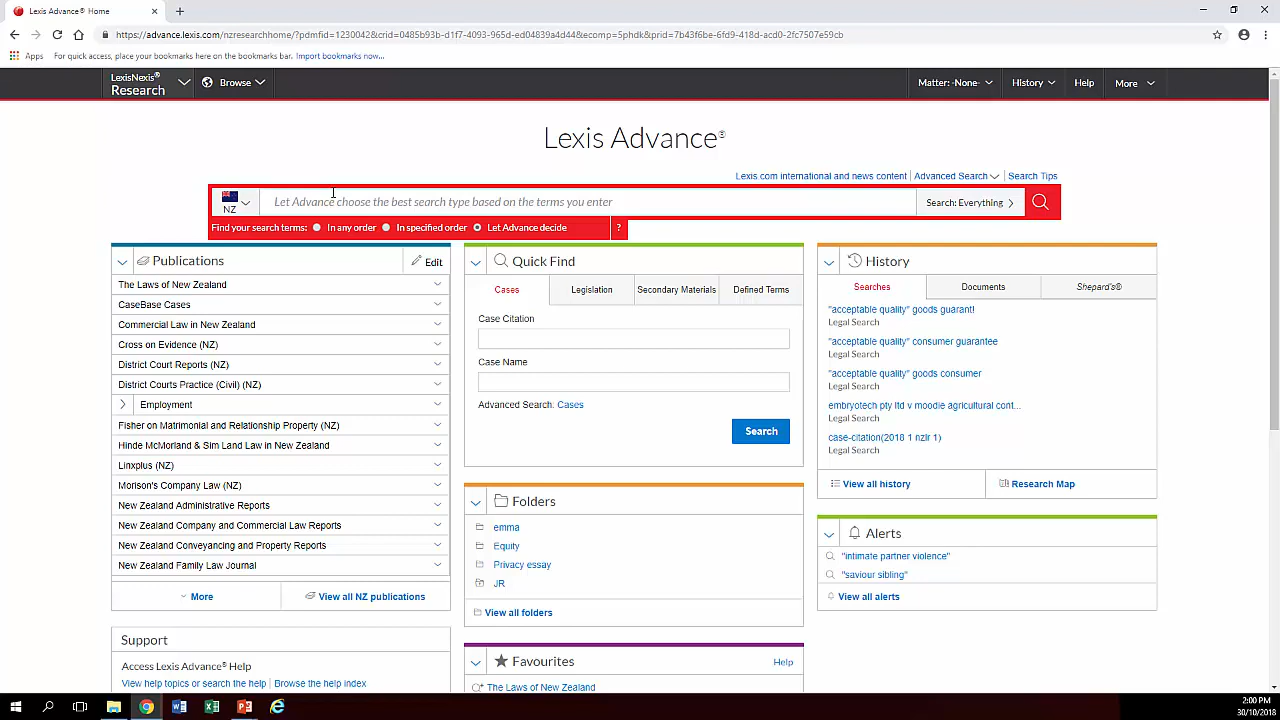 Lexis Advance® Home
https://advance.lexis.com/nzresearchhome/?pdmfid=1230042&crid=0485b93b-d1f7-4093-965d-ed04839a4d44&ecomp=5phdk&prid=7b43f6be-6fd9-418d-acd0-2fc7507e59cb
Apps For quick access, place your bookmarks here on the bookmarks bar. Import bookmarks now...
LexisNexis®
Research
Browse
Matter: -None-
History
Help
More
Lexis Advance®
Lexis.com international and news content
Advanced Search
Search Tips
NZ
Let Advance choose the best search type based on the terms you enter
Search: Everything
Find your search terms: In any order In specified order Let Advance decide ?
Publications
Edit
The Laws of New Zealand
CaseBase Cases
Commercial Law in New Zealand
Cross on Evidence (NZ)
District Court Reports (NZ)
District Courts Practice (Civil) (NZ)
Employment
Fisher on Matrimonial and Relationship Property (NZ)
Hinde McMorland & Sim Land Law in New Zealand
Linxplus (NZ)
Morison's Company Law (NZ)
New Zealand Administrative Reports
New Zealand Company and Commercial Law Reports
New Zealand Conveyancing and Property Reports
New Zealand Family Law Journal
More
View all NZ publications
Support
Access Lexis Advance® Help
View help topics or search the help
Browse the help index
Quick Find
Cases
Legislation
Secondary Materials
Defined Terms
Case Citation
Case Name
Advanced Search: Cases
Search
Folders
emma
Equity
Privacy essay
JR
View all folders
Favourites
Help
The Laws of New Zealand
History
Searches
Documents
Shepard's®
"acceptable quality" goods guarant!
Legal Search
"acceptable quality" consumer guarantee
Legal Search
"acceptable quality" goods consumer
Legal Search
embryotech pty ltd v moodie agricultural cont...
Legal Search
case-citation(2018 1 nzlr 1)
Legal Search
View all history
Research Map
Alerts
"intimate partner violence"
"saviour sibling"
View all alerts
2:00 PM
30/10/2018